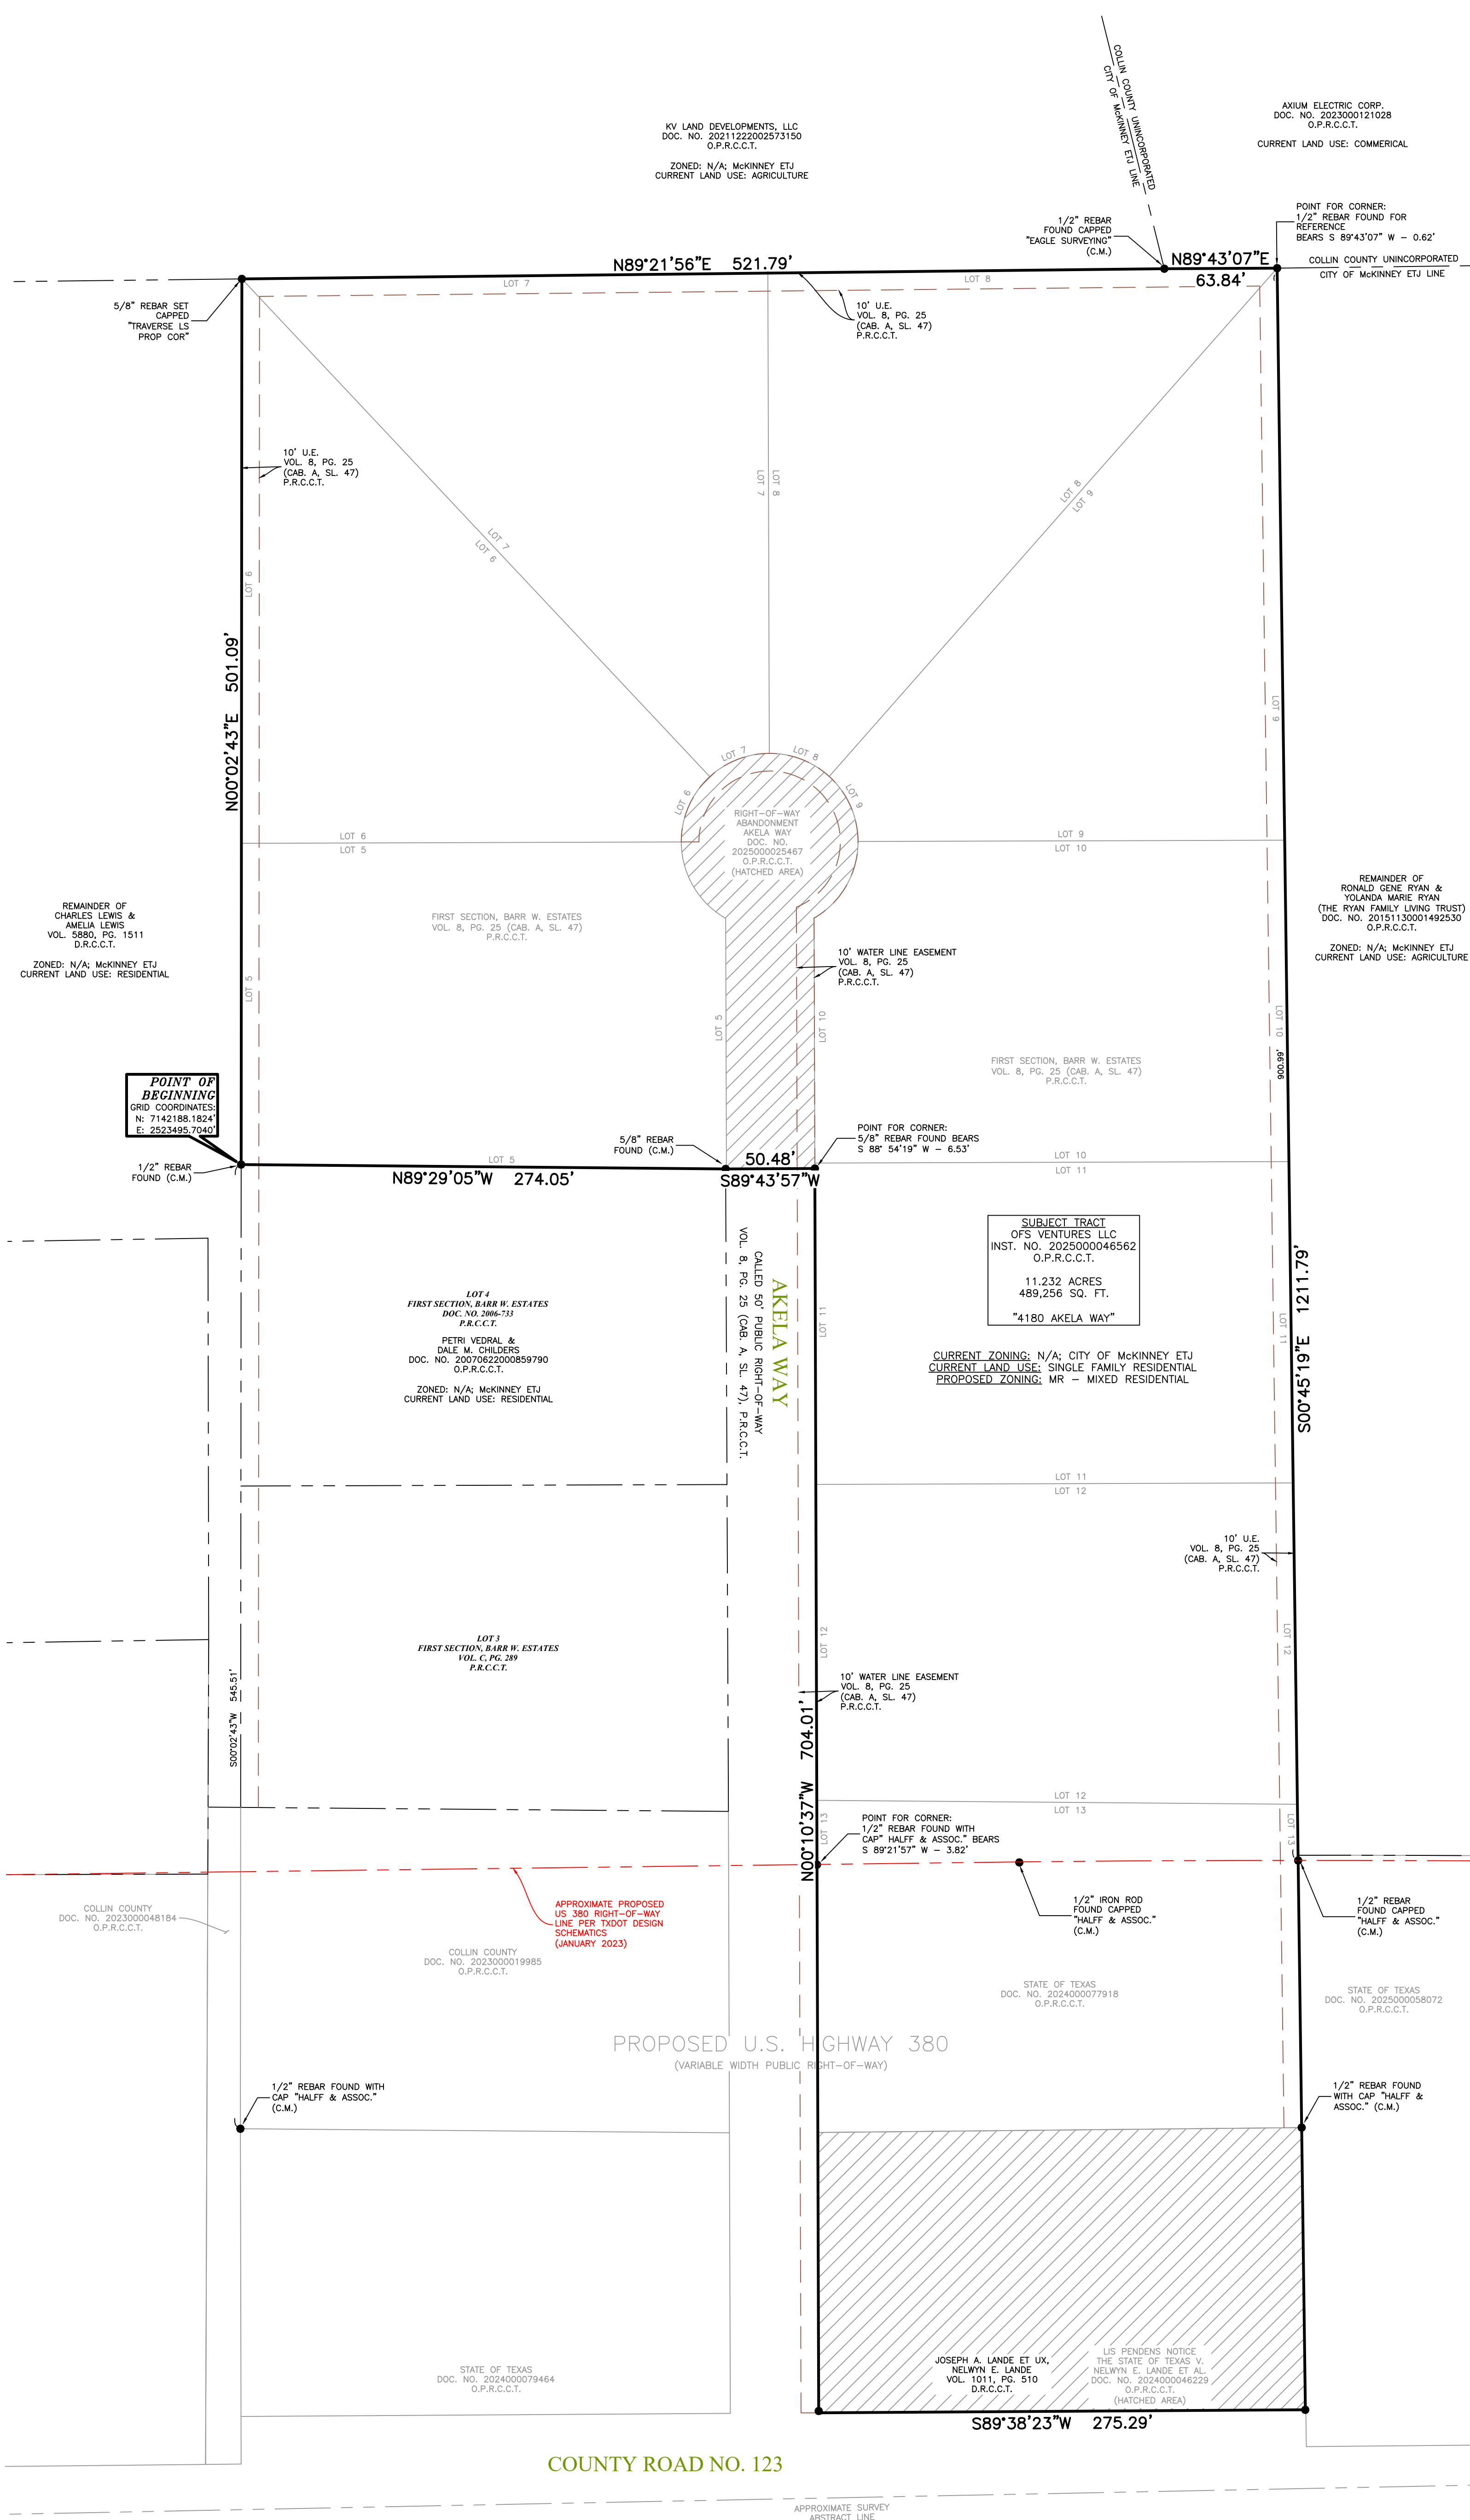 COLLIN COUNTY UNINCORPORATED
CITY OF McKINNEY ETJ LINE
AXIUM ELECTRIC CORP.
DOC. NO. 2023000121028
O.P.R.C.C.T.
CURRENT LAND USE: COMMERICAL
KV LAND DEVELOPMENTS, LLC
DOC. NO. 20211222002573150
O.P.R.C.C.T.
ZONED: N/A; McKINNEY ETJ
CURRENT LAND USE: AGRICULTURE
1/2" REBAR
FOUND CAPPED
"EAGLE SURVEYING"
(C.M.)
POINT FOR CORNER:
1/2" REBAR FOUND FOR
REFERENCE
BEARS S 89°43'07" W – 0.62'
N89°21'56"E 521.79'
N89°43'07"E
63.84'
COLLIN COUNTY UNINCORPORATED
CITY OF McKINNEY ETJ LINE
LOT 7
LOT 8
5/8" REBAR SET
CAPPED
"TRAVERSE LS
PROP COR"
10' U.E.
VOL. 8, PG. 25
(CAB. A, SL. 47)
P.R.C.C.T.
10' U.E.
VOL. 8, PG. 25
(CAB. A, SL. 47)
P.R.C.C.T.
LOT 7
LOT 8
LOT 8
LOT 9
LOT 7
LOT 6
LOT 6
N00°02'43"E 501.09'
LOT 9
LOT 7
LOT 8
LOT 6
LOT 9
RIGHT–OF–WAY
ABANDONMENT
AKELA WAY
DOC. NO.
2025000025467
O.P.R.C.C.T.
(HATCHED AREA)
LOT 6
LOT 5
LOT 9
LOT 10
REMAINDER OF
CHARLES LEWIS &
AMELIA LEWIS
VOL. 5880, PG. 1511
D.R.C.C.T.
ZONED: N/A; McKINNEY ETJ
CURRENT LAND USE: RESIDENTIAL
FIRST SECTION, BARR W. ESTATES
VOL. 8, PG. 25 (CAB. A, SL. 47)
P.R.C.C.T.
REMAINDER OF
RONALD GENE RYAN &
YOLANDA MARIE RYAN
(THE RYAN FAMILY LIVING TRUST)
DOC. NO. 20151130001492530
O.P.R.C.C.T.
ZONED: N/A; McKINNEY ETJ
CURRENT LAND USE: AGRICULTURE
10' WATER LINE EASEMENT
VOL. 8, PG. 25
(CAB. A, SL. 47)
P.R.C.C.T.
LOT 5
LOT 5
LOT 10
LOT 10
900.99'
FIRST SECTION, BARR W. ESTATES
VOL. 8, PG. 25 (CAB. A, SL. 47)
P.R.C.C.T.
POINT OF
BEGINNING
GRID COORDINATES:
N: 7142188.1824'
E: 2523495.7040'
1/2" REBAR
FOUND (C.M.)
5/8" REBAR
FOUND (C.M.)
POINT FOR CORNER:
5/8" REBAR FOUND BEARS
S 88° 54'19" W – 6.53'
LOT 5
N89°29'05"W 274.05'
50.48'
S89°43'57"W
LOT 10
LOT 11
SUBJECT TRACT
OFS VENTURES LLC
INST. NO. 2025000046562
O.P.R.C.C.T.
11.232 ACRES
489,256 SQ. FT.
"4180 AKELA WAY"
CURRENT ZONING: N/A; CITY OF McKINNEY ETJ
CURRENT LAND USE: SINGLE FAMILY RESIDENTIAL
PROPOSED ZONING: MR – MIXED RESIDENTIAL
LOT 4
FIRST SECTION, BARR W. ESTATES
DOC. NO. 2006-733
P.R.C.C.T.
PETRI VEDRAL &
DALE M. CHILDERS
DOC. NO. 20070622000859790
O.P.R.C.C.T.
ZONED: N/A; McKINNEY ETJ
CURRENT LAND USE: RESIDENTIAL
AKELA WAY
CALLED 50' PUBLIC RIGHT–OF–WAY
VOL. 8, PG. 25 (CAB. A, SL. 47), P.R.C.C.T.
LOT 11
LOT 11
S00°45'19"E 1211.79'
LOT 11
LOT 12
10' U.E.
VOL. 8, PG. 25
(CAB. A, SL. 47)
P.R.C.C.T.
LOT 3
FIRST SECTION, BARR W. ESTATES
VOL. C, PG. 289
P.R.C.C.T.
S00°02'43"W 545.51'
LOT 12
LOT 12
10' WATER LINE EASEMENT
VOL. 8, PG. 25
(CAB. A, SL. 47)
P.R.C.C.T.
N00°10'37"W 704.01'
LOT 12
LOT 13
LOT 13
LOT 13
POINT FOR CORNER:
1/2" REBAR FOUND WITH
CAP" HALFF & ASSOC." BEARS
S 89°21'57" W – 3.82'
APPROXIMATE PROPOSED
US 380 RIGHT–OF–WAY
LINE PER TXDOT DESIGN
SCHEMATICS
(JANUARY 2023)
1/2" IRON ROD
FOUND CAPPED
"HALFF & ASSOC."
(C.M.)
1/2" REBAR
FOUND CAPPED
"HALFF & ASSOC."
(C.M.)
COLLIN COUNTY
DOC. NO. 2023000048184
O.P.R.C.C.T.
COLLIN COUNTY
DOC. NO. 2023000019985
O.P.R.C.C.T.
STATE OF TEXAS
DOC. NO. 2024000077918
O.P.R.C.C.T.
STATE OF TEXAS
DOC. NO. 2025000058072
O.P.R.C.C.T.
PROPOSED U.S. HIGHWAY 380
(VARIABLE WIDTH PUBLIC RIGHT–OF–WAY)
1/2" REBAR FOUND WITH
CAP "HALFF & ASSOC."
(C.M.)
1/2" REBAR FOUND
WITH CAP "HALFF &
ASSOC." (C.M.)
STATE OF TEXAS
DOC. NO. 2024000079464
O.P.R.C.C.T.
JOSEPH A. LANDE ET UX,
NELWYN E. LANDE
VOL. 1011, PG. 510
D.R.C.C.T.
LIS PENDENS NOTICE
THE STATE OF TEXAS V.
NELWYN E. LANDE ET AL.
DOC. NO. 2024000046229
O.P.R.C.C.T.
(HATCHED AREA)
S89°38'23"W 275.29'
COUNTY ROAD NO. 123
APPROXIMATE SURVEY
ABSTRACT LINE